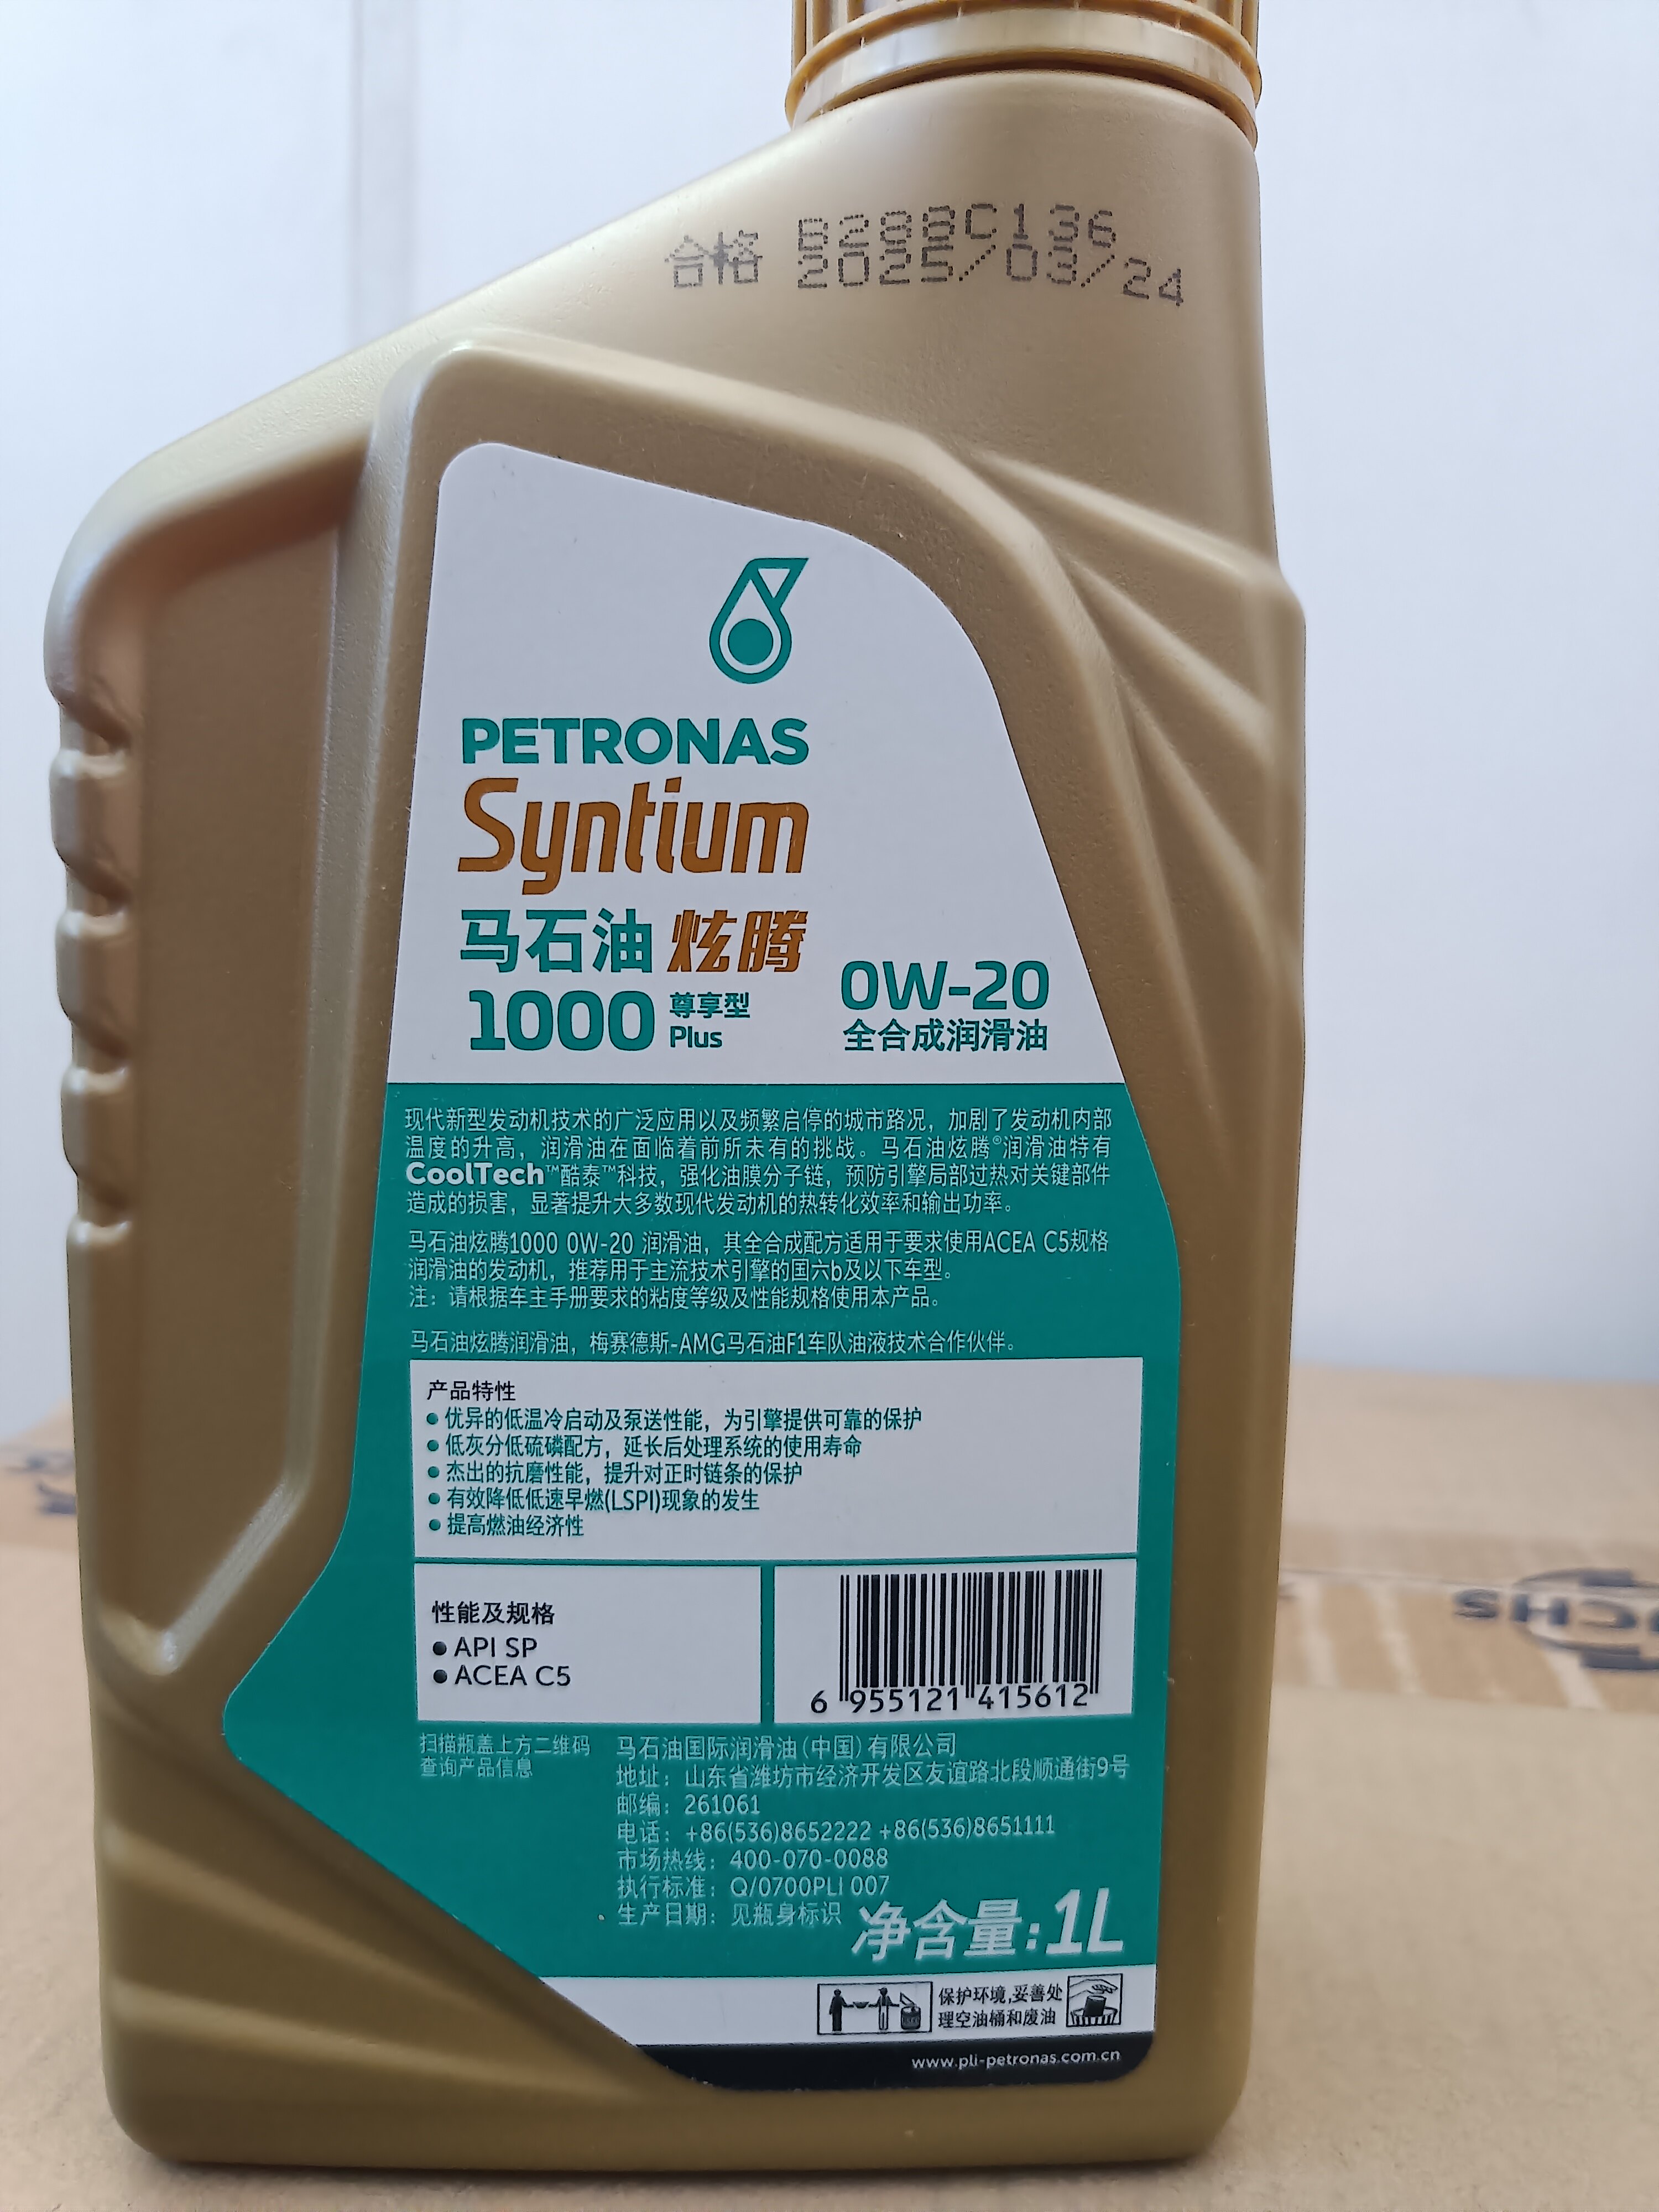 合格 B288C136
2025/03/24
PETRONAS
Syntium
马石油 炫腾
1000 尊享型 Plus
0W-20
全合成润滑油
现代新型发动机技术的广泛应用以及频繁启停的城市路况，加剧了发动机内部
温度的升高，润滑油在面临着前所未有的挑战。马石油炫腾®润滑油特有
CoolTech™酷泰™科技，强化油膜分子链，预防引擎局部过热对关键部件
造成的损害，显著提升大多数现代发动机的热转化效率和输出功率。
马石油炫腾1000 0W-20 润滑油，其全合成配方适用于要求使用ACEA C5规格
润滑油的发动机，推荐用于主流技术引擎的国六b及以下车型。
注：请根据车主手册要求的粘度等级及性能规格使用本产品。
马石油炫腾润滑油，梅赛德斯-AMG马石油F1车队油液技术合作伙伴。
产品特性
● 优异的低温冷启动及泵送性能，为引擎提供可靠的保护
● 低灰分低硫磷配方，延长后处理系统的使用寿命
● 杰出的抗磨性能，提升对正时链条的保护
● 有效降低低速早燃(LSPI)现象的发生
● 提高燃油经济性
性能及规格
● API SP
● ACEA C5
6 955121 415612
扫描瓶盖上方二维码
查询产品信息
马石油国际润滑油(中国)有限公司
地址：山东省潍坊市经济开发区友谊路北段顺通街9号
邮编：261061
电话：+86(536)8652222 +86(536)8651111
市场热线：400-070-0088
执行标准：Q/0700PLI 007
生产日期：见瓶身标识
净含量:1L
保护环境,妥善处
理空油桶和废油
www.pli-petronas.com.cn